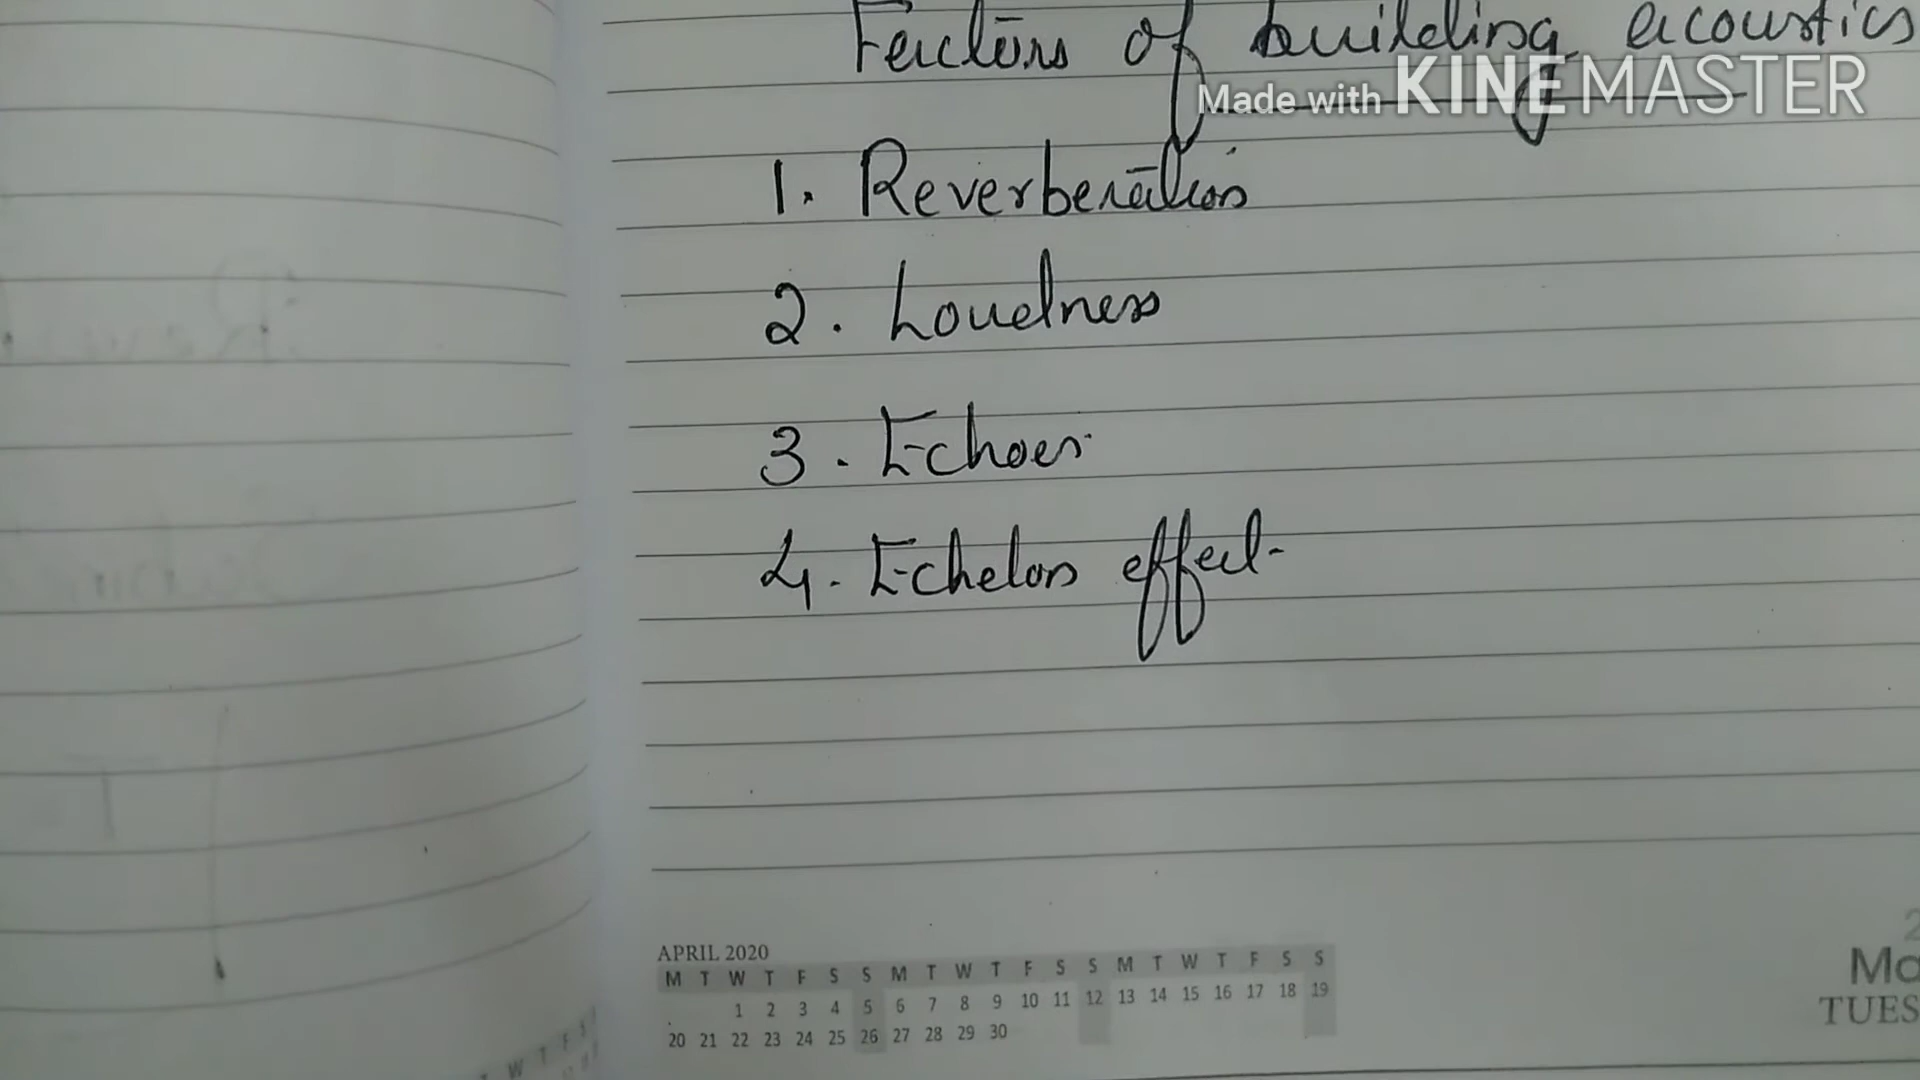 Factors of building acoustics
Made with KINEMASTER
1. Reverberation
2. Loudness
3. Echoes
4. Echelon effect
APRIL 2020
M T W T F S S M T W T F S S M T W T F S S
1 2 3 4 5 6 7 8 9 10 11 12 13 14 15 16 17 18 19
20 21 22 23 24 25 26 27 28 29 30
TUES